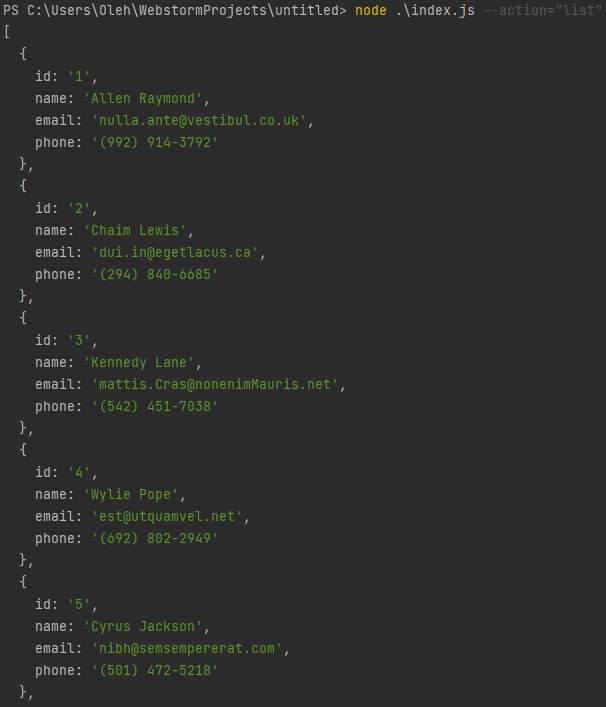 PS C:\Users\Oleh\WebstormProjects\untitled> node .\index.js --action="list"
[
  {
    id: '1',
    name: 'Allen Raymond',
    email: 'nulla.ante@vestibul.co.uk',
    phone: '(992) 914-3792'
  },
  {
    id: '2',
    name: 'Chaim Lewis',
    email: 'dui.in@egetlacus.ca',
    phone: '(294) 840-6685'
  },
  {
    id: '3',
    name: 'Kennedy Lane',
    email: 'mattis.Cras@nonenimMauris.net',
    phone: '(542) 451-7038'
  },
  {
    id: '4',
    name: 'Wylie Pope',
    email: 'est@utquamvel.net',
    phone: '(692) 802-2949'
  },
  {
    id: '5',
    name: 'Cyrus Jackson',
    email: 'nibh@semsempererat.com',
    phone: '(501) 472-5218'
  },